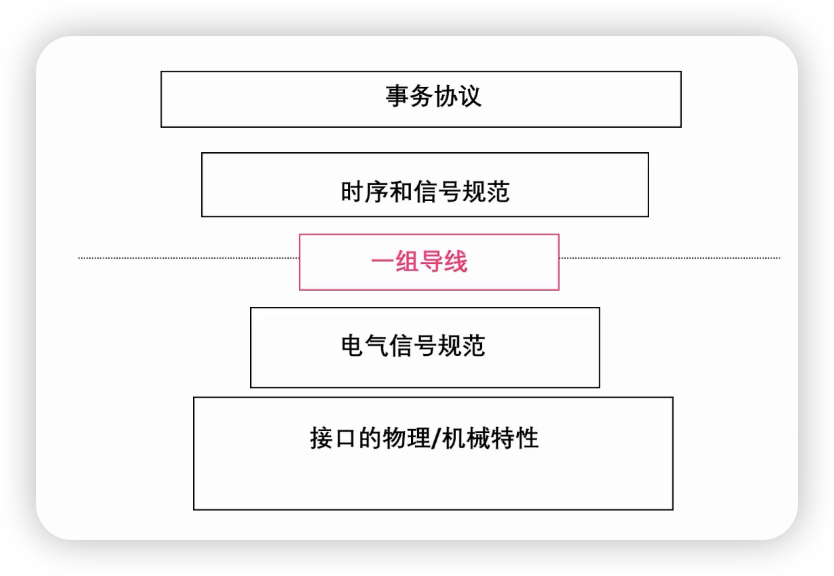 事务协议
时序和信号规范
一组导线
电气信号规范
接口的物理/机械特性